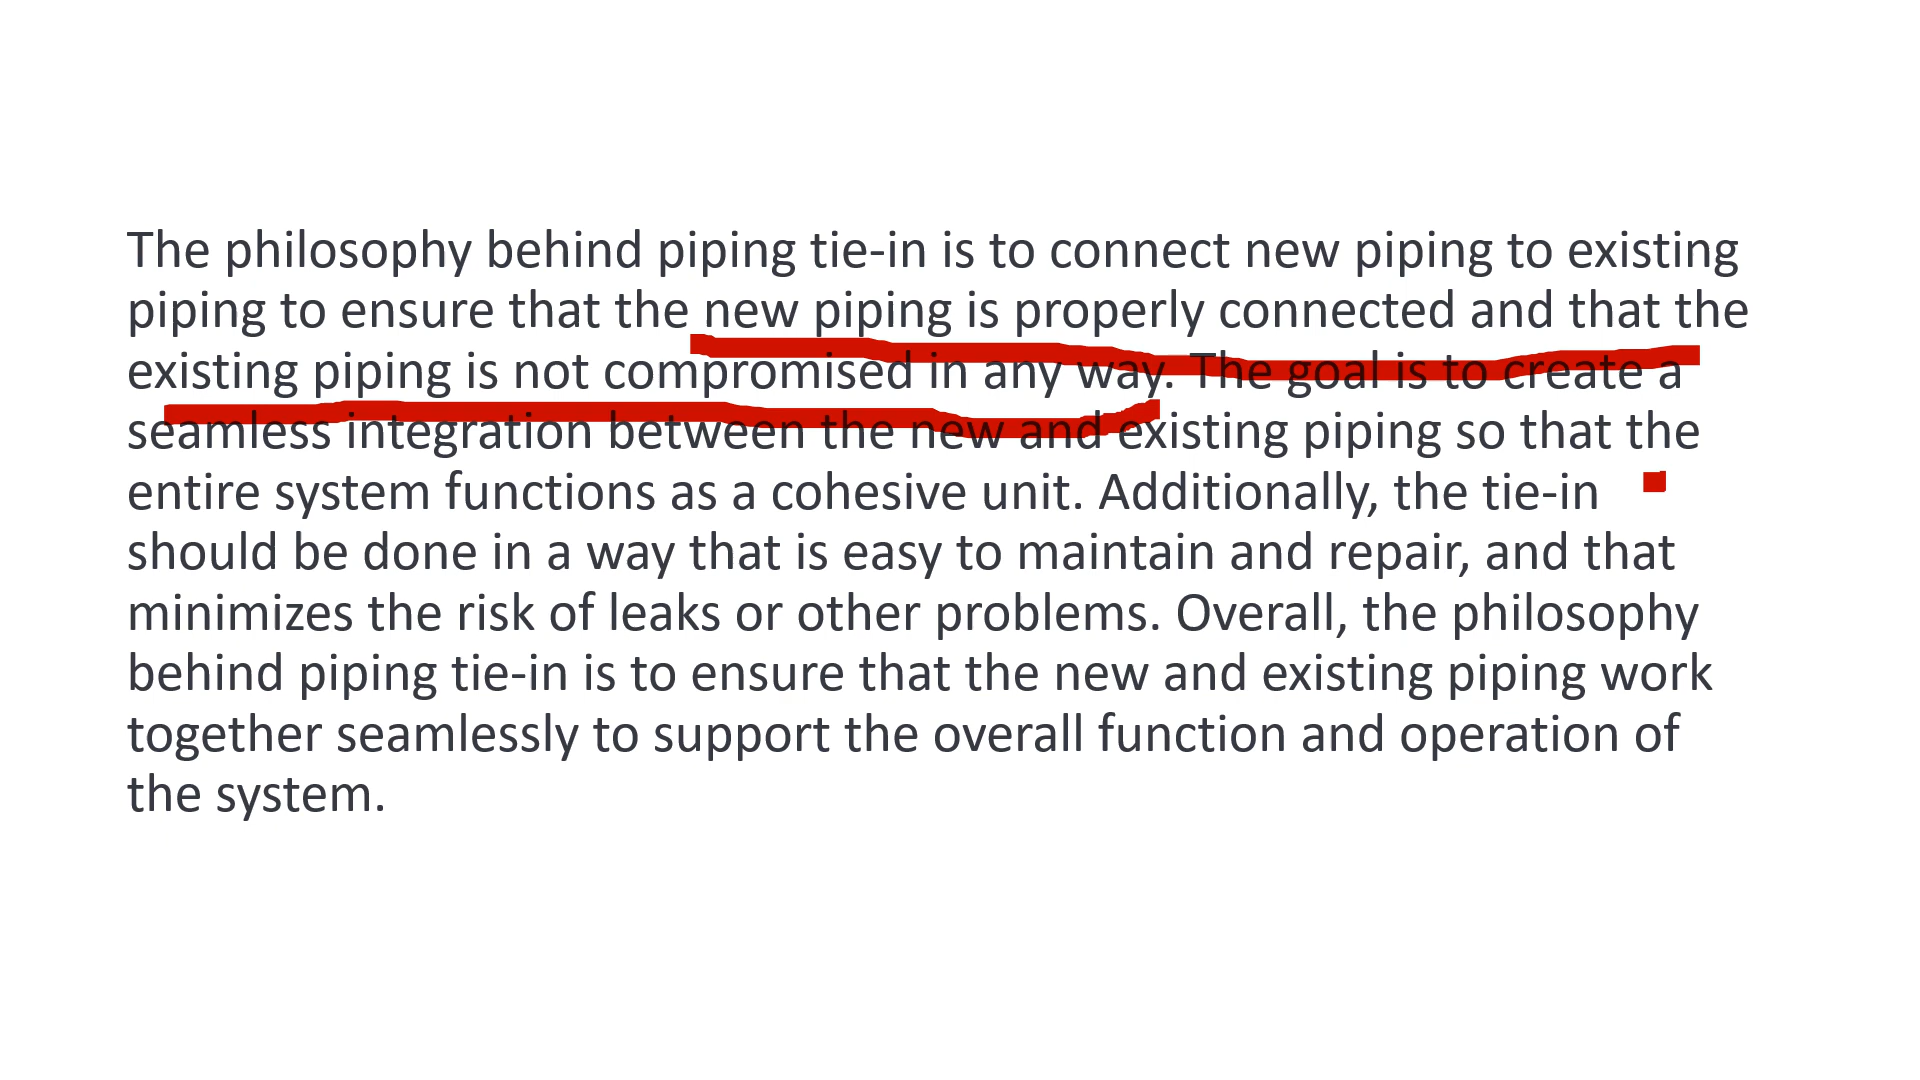 The philosophy behind piping tie-in is to connect new piping to existing
piping to ensure that the new piping is properly connected and that the
existing piping is not compromised in any way. The goal is to create a
seamless integration between the new and existing piping so that the
entire system functions as a cohesive unit. Additionally, the tie-in
should be done in a way that is easy to maintain and repair, and that
minimizes the risk of leaks or other problems. Overall, the philosophy
behind piping tie-in is to ensure that the new and existing piping work
together seamlessly to support the overall function and operation of
the system.